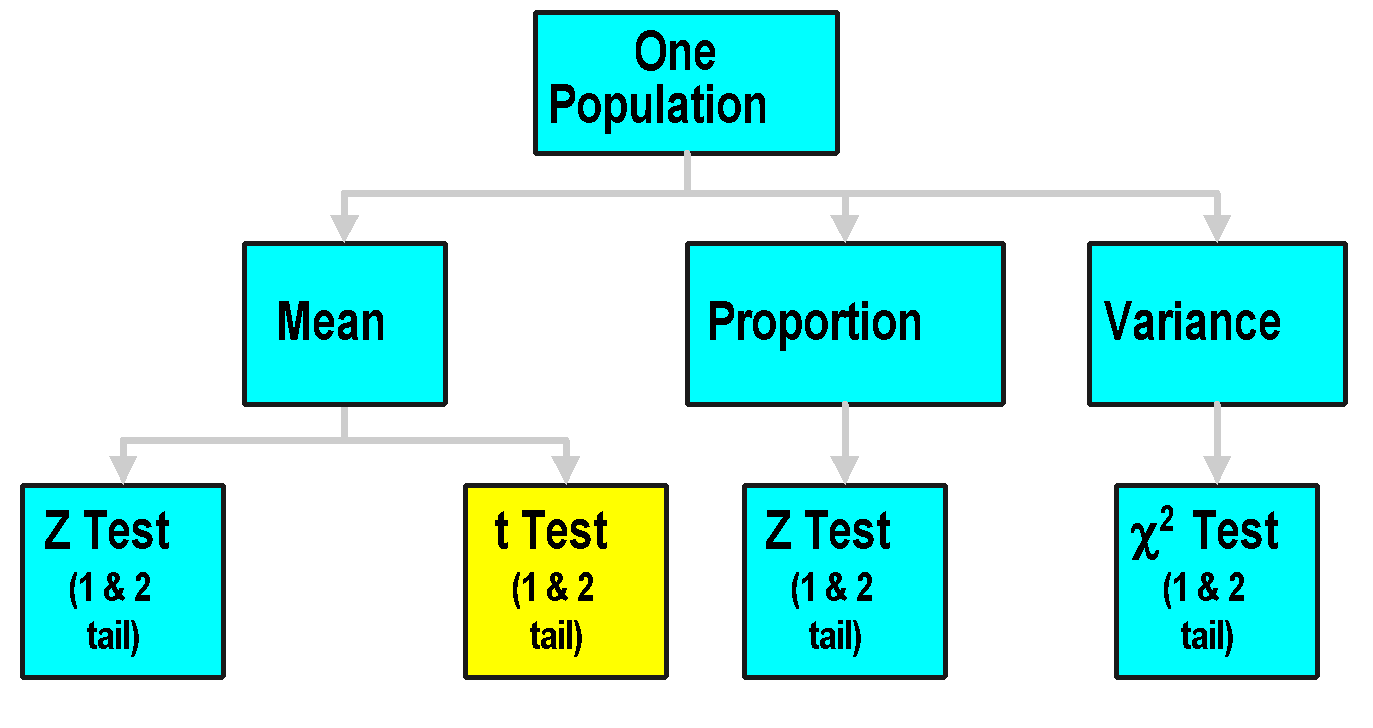 One
Population
Mean
Proportion
Variance
Z Test
(1 & 2
tail)
t Test
(1 & 2
tail)
Z Test
(1 & 2
tail)
χ² Test
(1 & 2
tail)